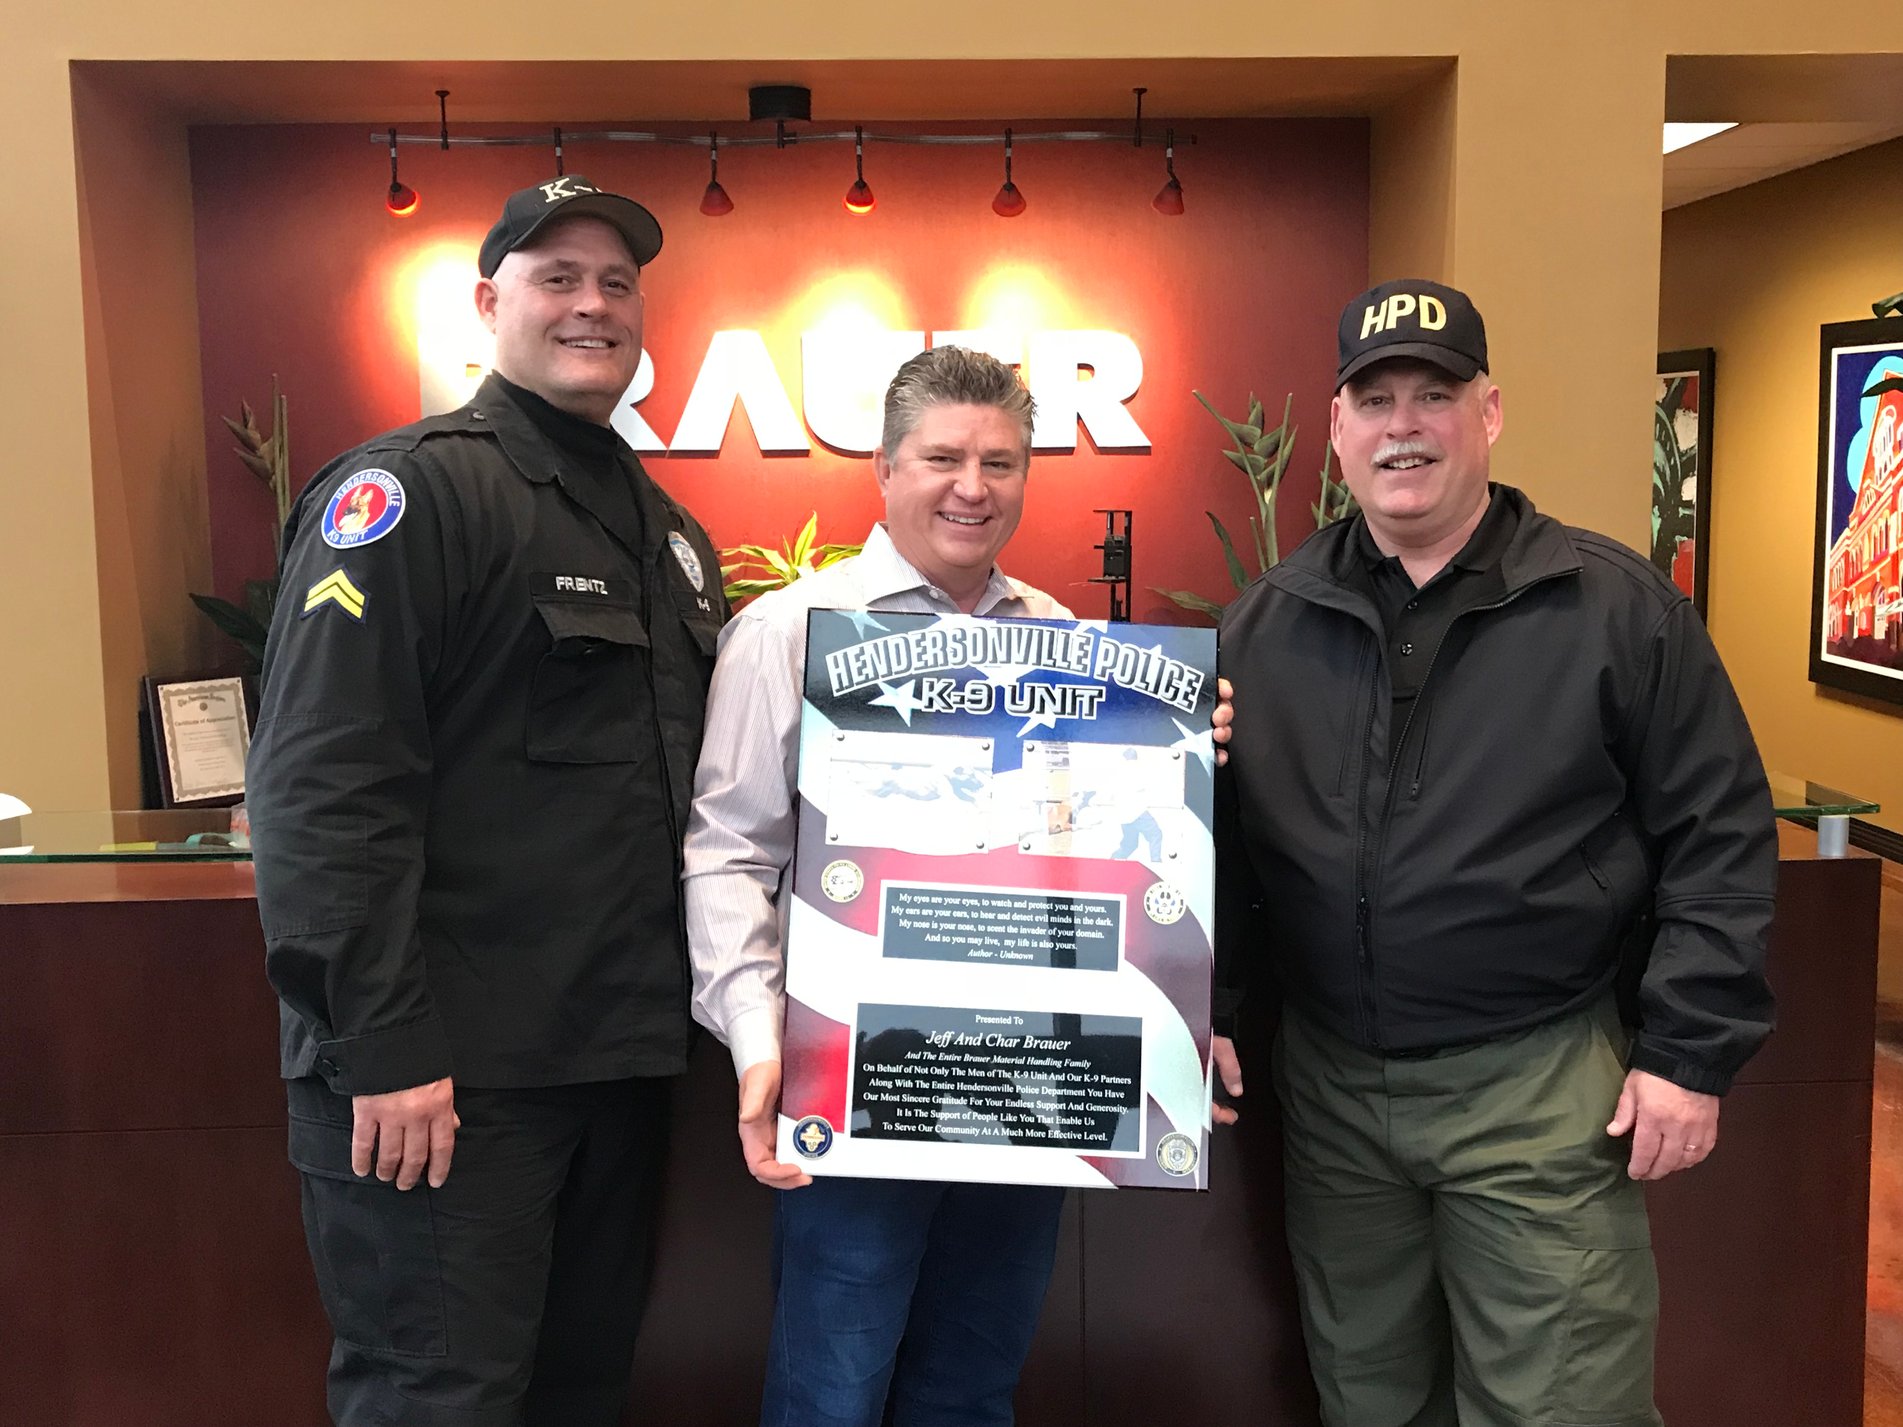 K-
BRAUER
HPD
HENDERSONVILLE
K9 UNIT
FRENTZ
K-9
Certificate of Appreciation
HENDERSONVILLE POLICE
K-9 UNIT
My eyes are your eyes, to watch and protect you and yours.
My ears are your ears, to hear and detect evil minds in the dark.
My nose is your nose, to scent the invader of your domain.
And so you may live, my life is also yours.
Author - Unknown
Presented To
Jeff And Char Brauer
And The Entire Brauer Material Handling Family
On Behalf of Not Only The Men of The K-9 Unit And Our K-9 Partners
Along With The Entire Hendersonville Police Department You Have
Our Most Sincere Gratitude For Your Endless Support And Generosity.
It Is The Support of People Like You That Enable Us
To Serve Our Community At A Much More Effective Level.